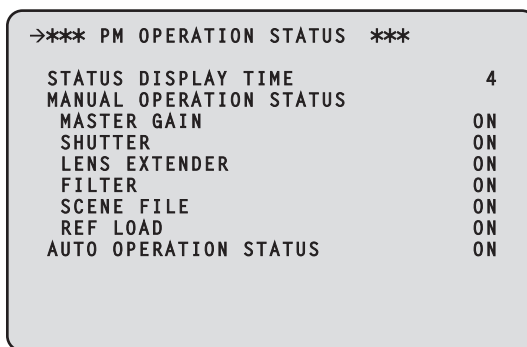 →*** PM OPERATION STATUS ***
STATUS DISPLAY TIME 4
MANUAL OPERATION STATUS
MASTER GAIN ON
SHUTTER ON
LENS EXTENDER ON
FILTER ON
SCENE FILE ON
REF LOAD ON
AUTO OPERATION STATUS ON